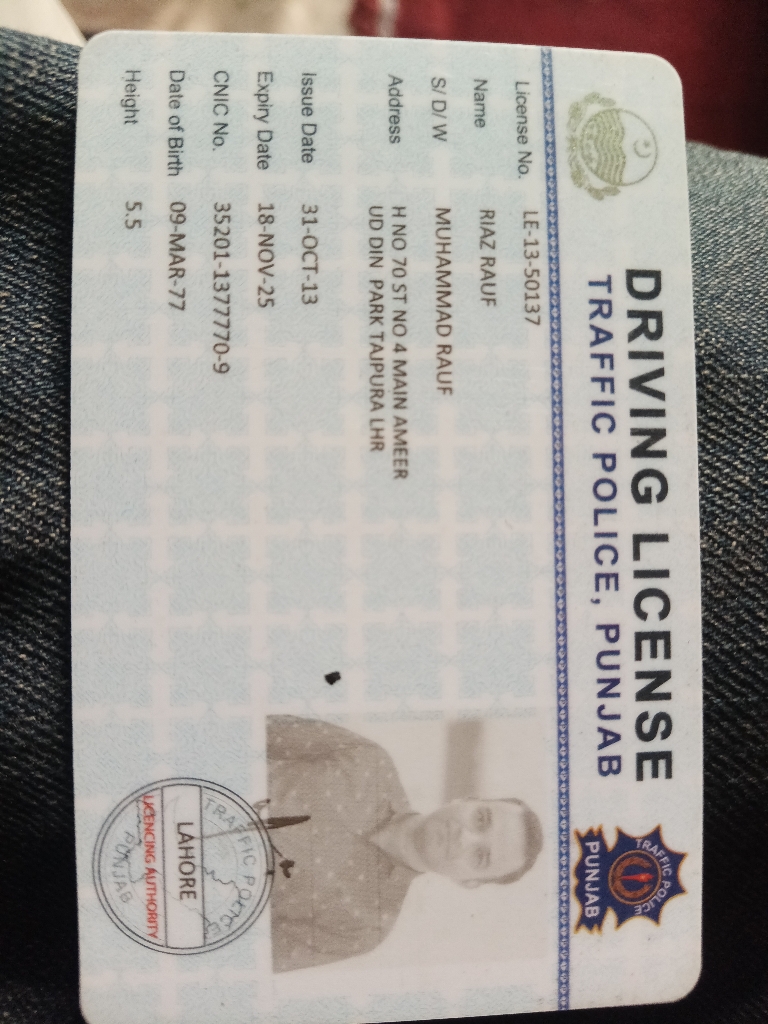 DRIVING LICENSE
TRAFFIC POLICE, PUNJAB
TRAFFIC POLICE
PUNJAB
License No. LE-13-50137
Name RIAZ RAUF
S/ D/ W MUHAMMAD RAUF
Address H NO 70 ST NO 4 MAIN AMEER
UD DIN PARK TAJPURA LHR
Issue Date 31-OCT-13
Expiry Date 18-NOV-25
CNIC No. 35201-1377770-9
Date of Birth 09-MAR-77
Height 5.5
TRAFFIC POLICE
LAHORE
LICENCING AUTHORITY
PUNJAB